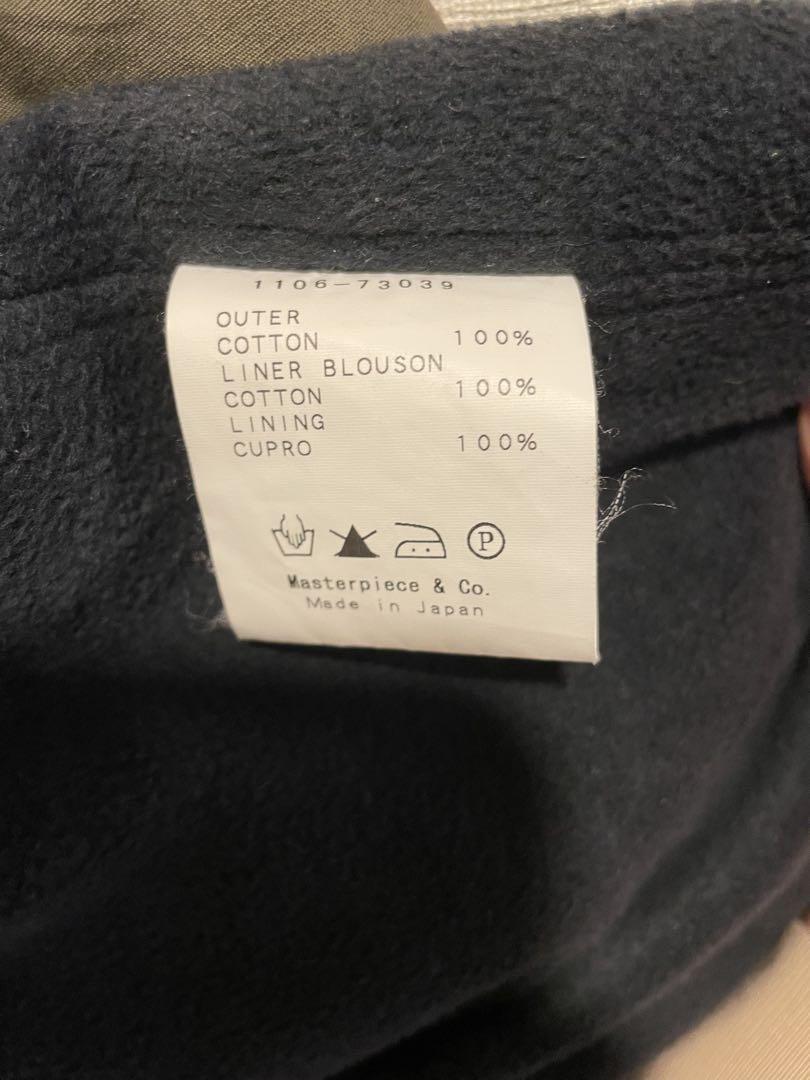 1106-73039
OUTER
COTTON 100%
LINER BLOUSON
COTTON 100%
LINING
CUPRO 100%
P
Masterpiece & Co.
Made in Japan